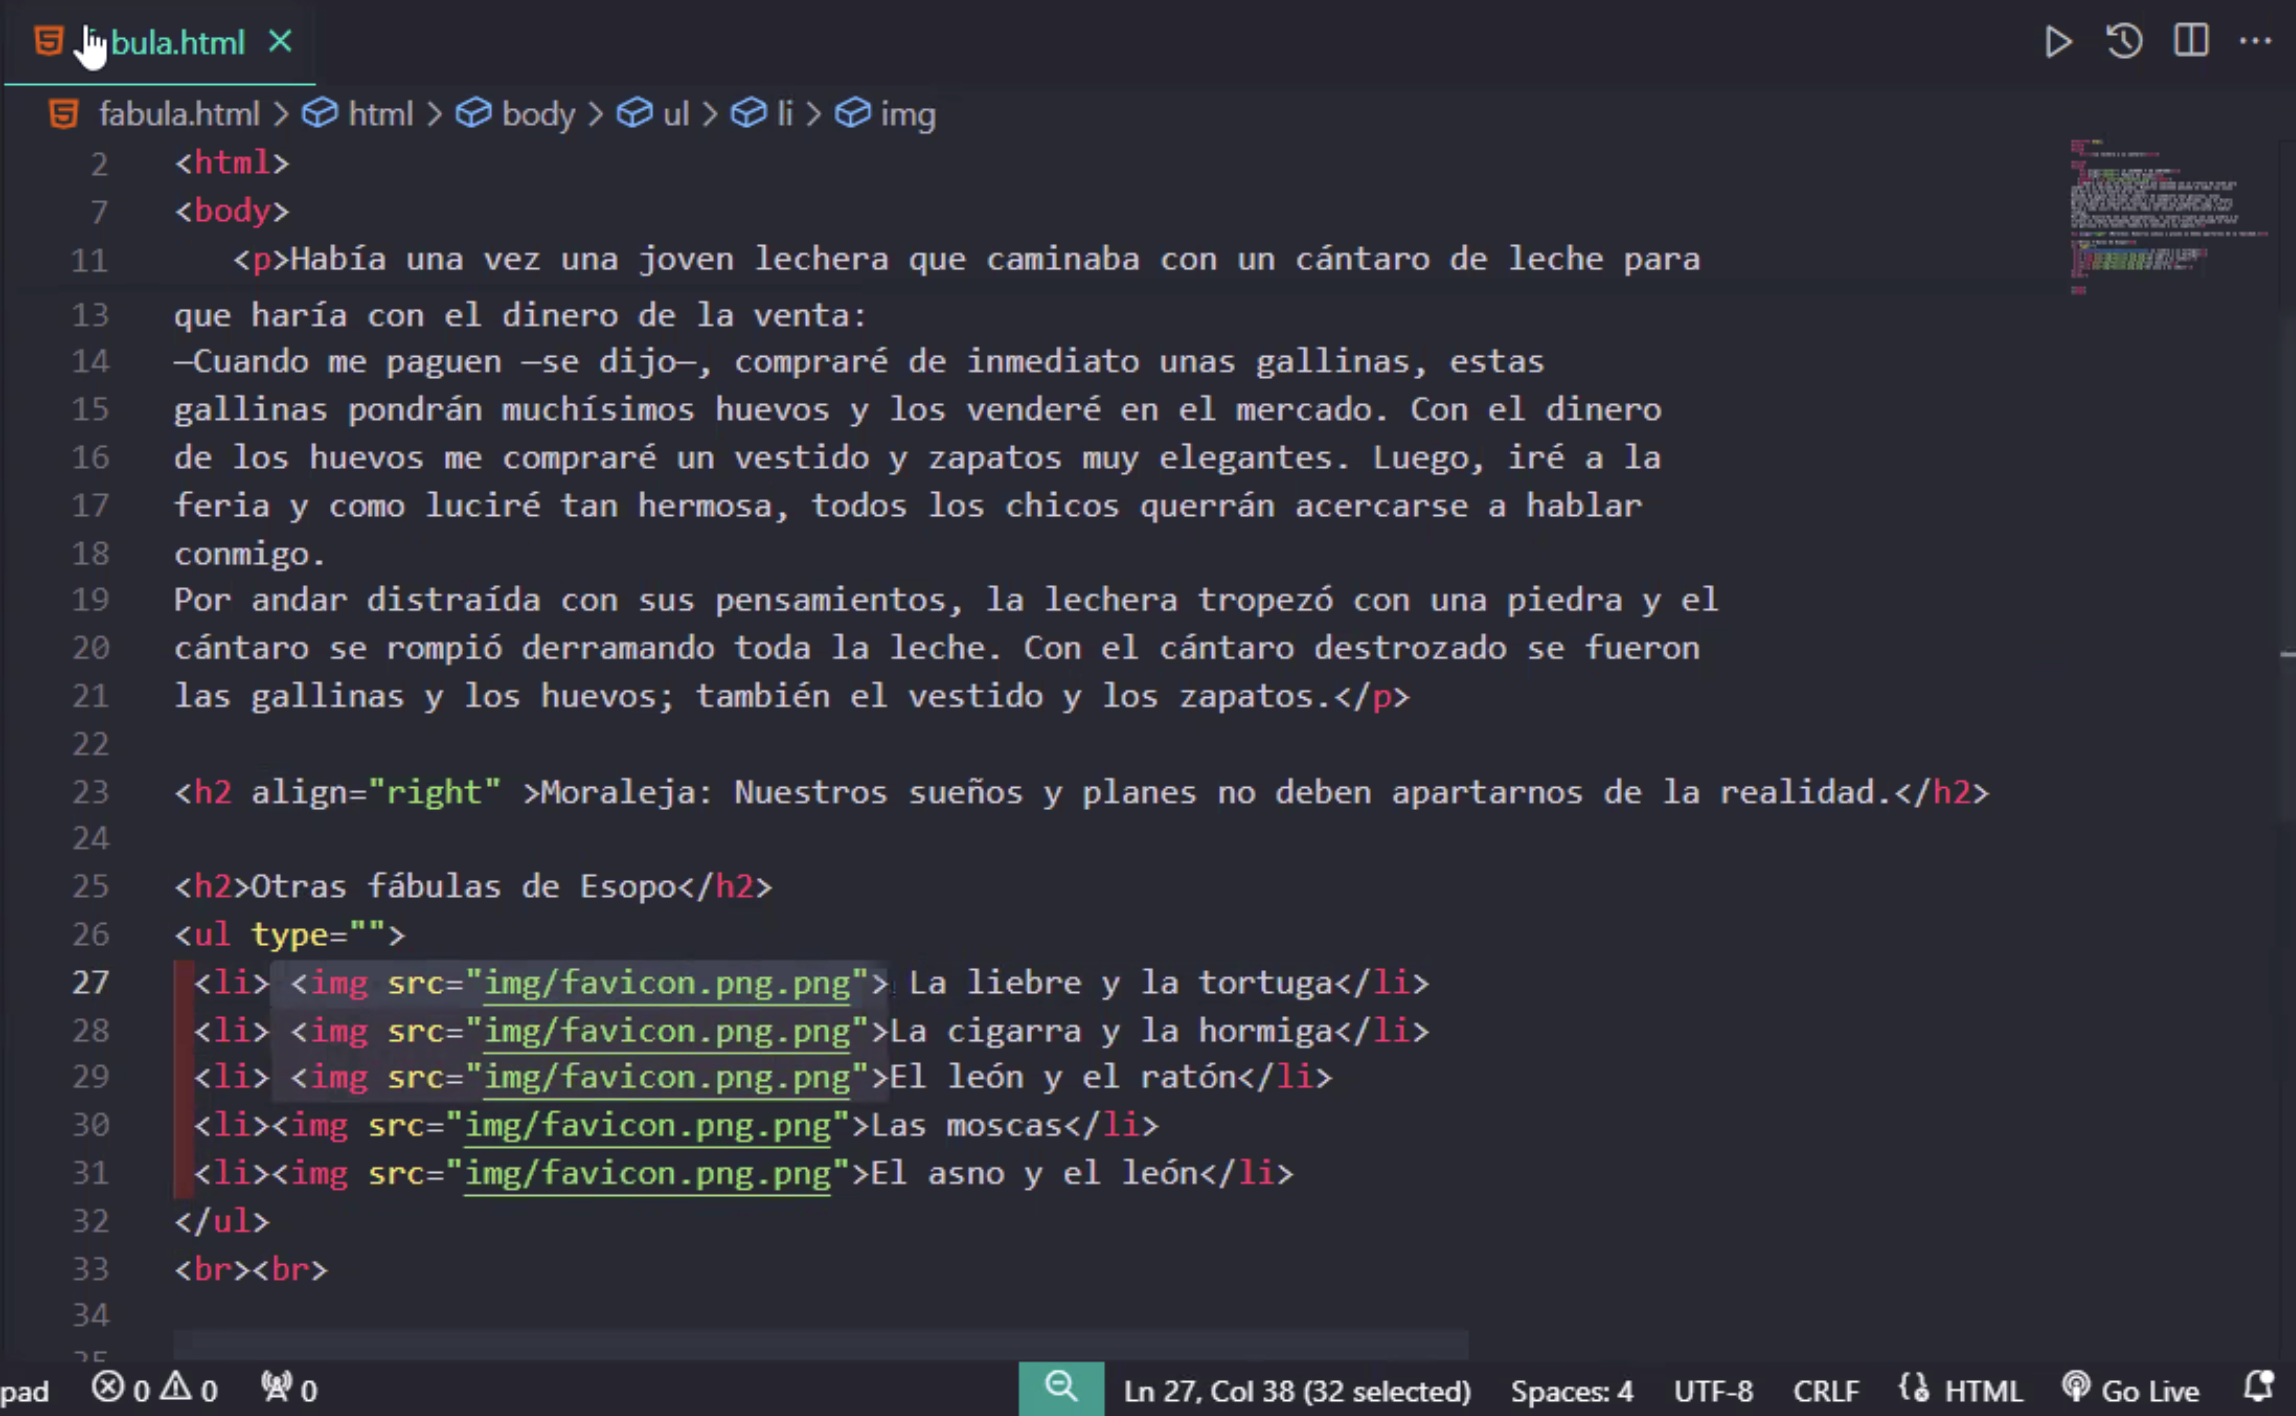 bula.html
fabula.html > html > body > ul > li > img
2 <html>
7 <body>
11 <p>Había una vez una joven lechera que caminaba con un cántaro de leche para
13 que haría con el dinero de la venta:
14 —Cuando me paguen —se dijo—, compraré de inmediato unas gallinas, estas
15 gallinas pondrán muchísimos huevos y los venderé en el mercado. Con el dinero
16 de los huevos me compraré un vestido y zapatos muy elegantes. Luego, iré a la
17 feria y como luciré tan hermosa, todos los chicos querrán acercarse a hablar
18 conmigo.
19 Por andar distraída con sus pensamientos, la lechera tropezó con una piedra y el
20 cántaro se rompió derramando toda la leche. Con el cántaro destrozado se fueron
21 las gallinas y los huevos; también el vestido y los zapatos.</p>
22
23 <h2 align="right" >Moraleja: Nuestros sueños y planes no deben apartarnos de la realidad.</h2>
24
25 <h2>Otras fábulas de Esopo</h2>
26 <ul type="">
27 <li> <img src="img/favicon.png.png"> La liebre y la tortuga</li>
28 <li> <img src="img/favicon.png.png">La cigarra y la hormiga</li>
29 <li> <img src="img/favicon.png.png">El león y el ratón</li>
30 <li><img src="img/favicon.png.png">Las moscas</li>
31 <li><img src="img/favicon.png.png">El asno y el león</li>
32 </ul>
33 <br><br>
34
pad 0 0 0 Ln 27, Col 38 (32 selected) Spaces: 4 UTF-8 CRLF HTML Go Live